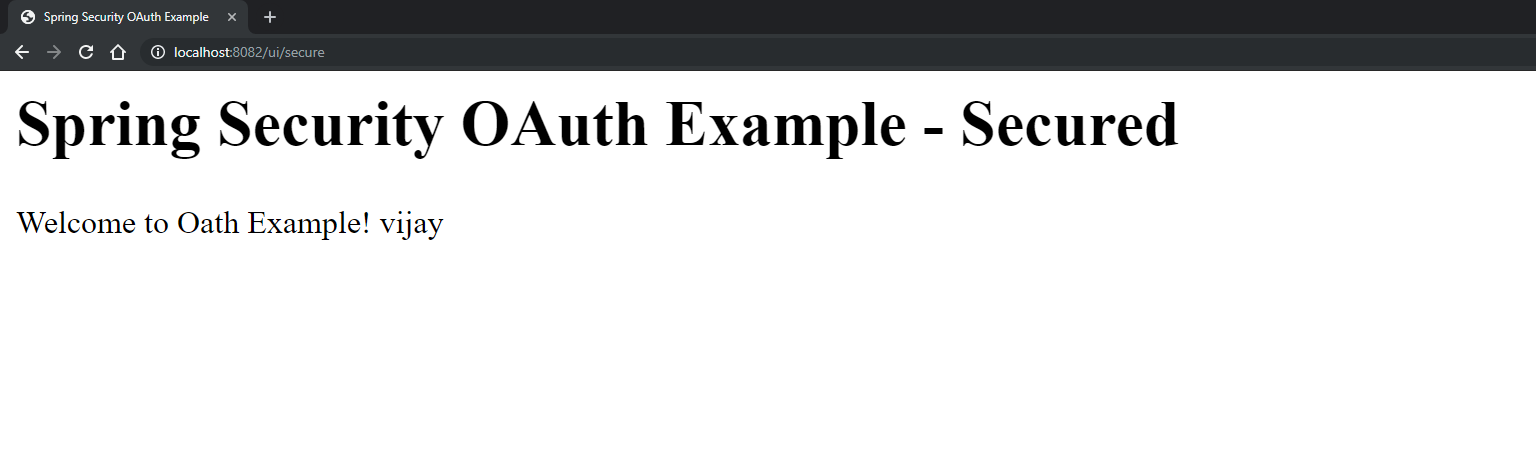 Spring Security OAuth Example
localhost:8082/ui/secure
Spring Security OAuth Example - Secured
Welcome to Oath Example! vijay